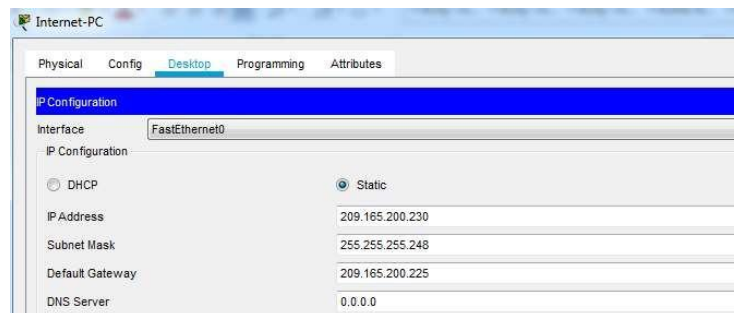 Internet-PC
Physical Config Desktop Programming Attributes
IP Configuration
Interface FastEthernet0
IP Configuration
DHCP Static
IP Address 209.165.200.230
Subnet Mask 255.255.255.248
Default Gateway 209.165.200.225
DNS Server 0.0.0.0